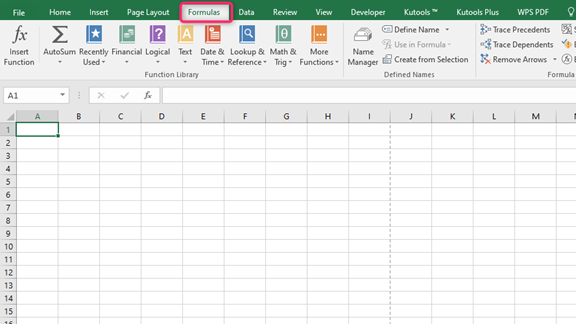 File Home Insert Page Layout Formulas Data Review View Developer Kutools ™ Kutools Plus WPS PDF
fx Σ A θ Define Name Trace Precedents
Insert Function AutoSum Recently Used Financial Logical Text Date & Time Lookup & Reference Math & Trig More Functions Name Manager Use in Formula Trace Dependents
Create from Selection Remove Arrows
Function Library Defined Names Formula
A1 fx
A B C D E F G H I J K L M
1
2
3
4
5
6
7
8
9
10
11
12
13
14
15
16